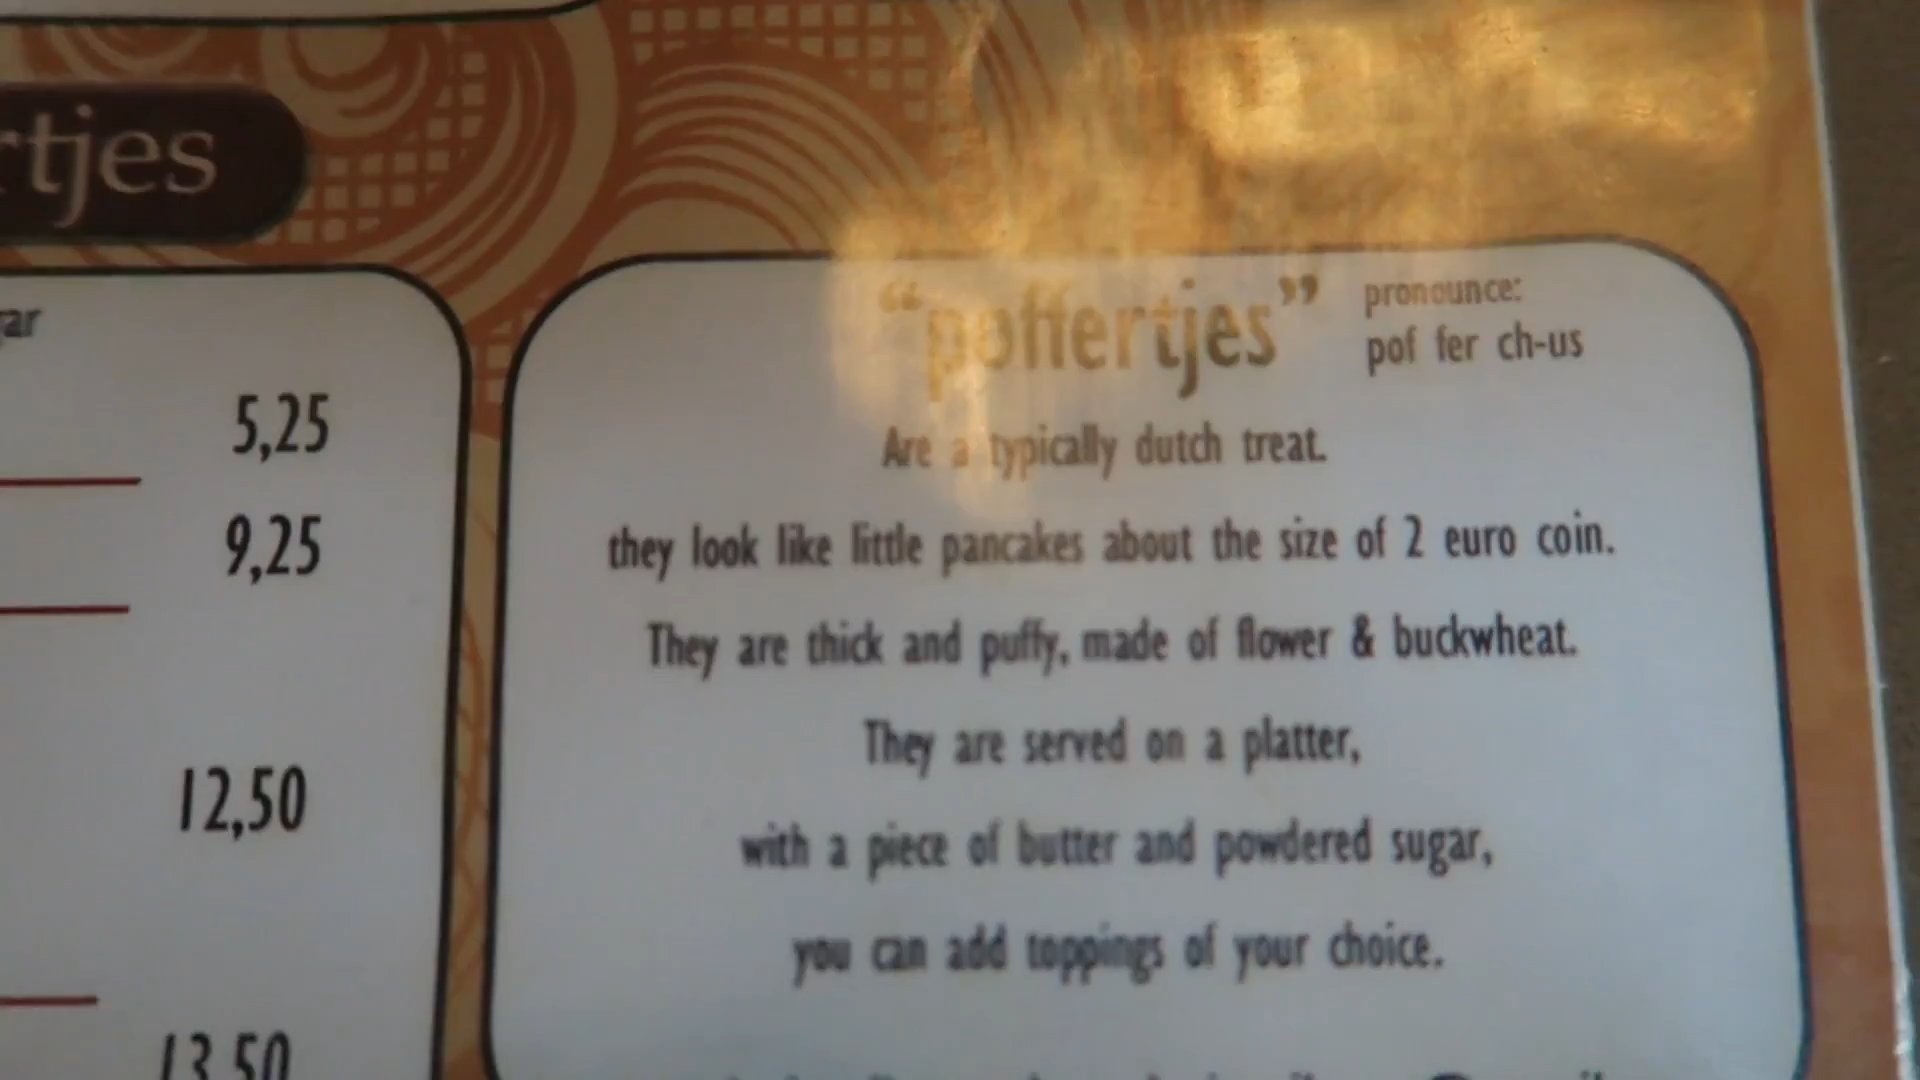 rtjes
ar
5,25
9,25
12,50
13,50
“poffertjes”
pronounce:
pof fer ch-us
Are a typically dutch treat.
they look like little pancakes about the size of 2 euro coin.
They are thick and puffy, made of flower & buckwheat.
They are served on a platter,
with a piece of butter and powdered sugar,
you can add toppings of your choice.